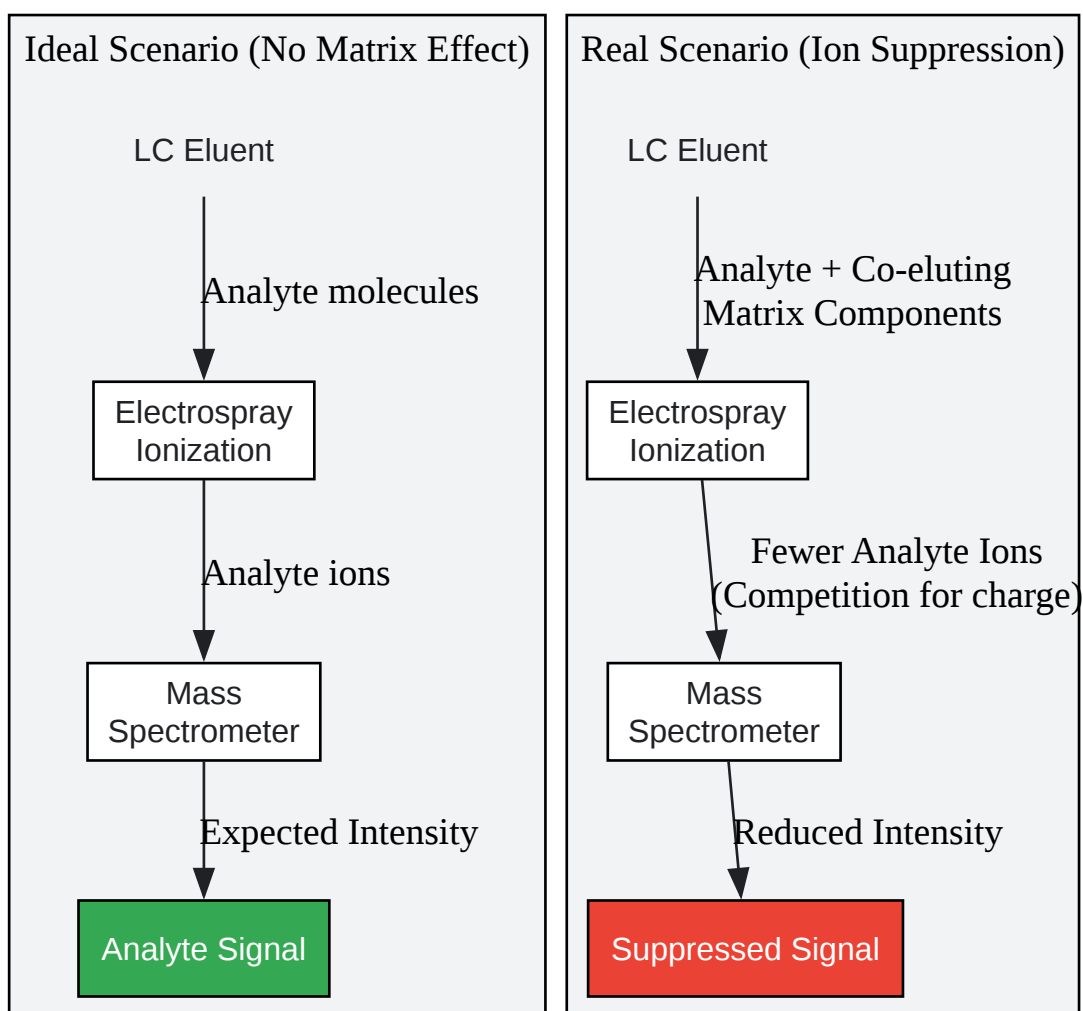 Ideal Scenario (No Matrix Effect)
LC Eluent
Analyte molecules
Electrospray
Ionization
Analyte ions
Mass
Spectrometer
Expected Intensity
Analyte Signal
Real Scenario (Ion Suppression)
LC Eluent
Analyte + Co-eluting
Matrix Components
Electrospray
Ionization
Fewer Analyte Ions
(Competition for charge)
Mass
Spectrometer
Reduced Intensity
Suppressed Signal